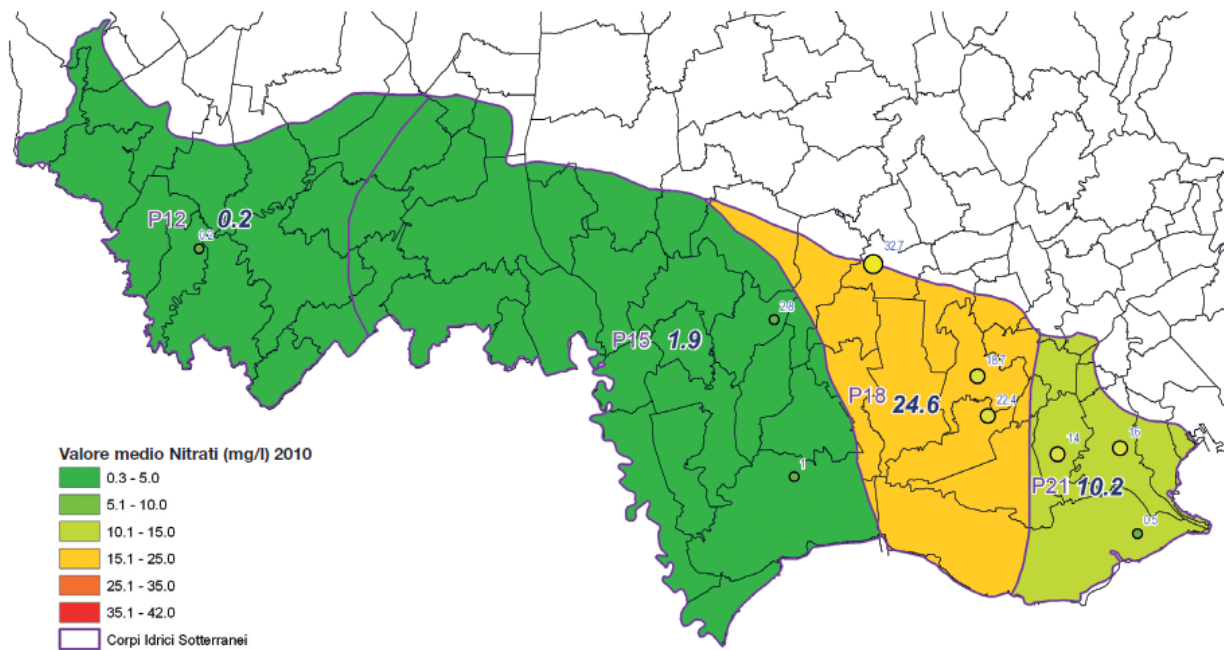 32.7
P12 0.2
0.2
2.8
P15 1.9
18.7
P18 24.6
22.4
14
16
1
P21 10.2
0.5
Valore medio Nitrati (mg/l) 2010
0.3 - 5.0
5.1 - 10.0
10.1 - 15.0
15.1 - 25.0
25.1 - 35.0
35.1 - 42.0
Corpi Idrici Sotterranei